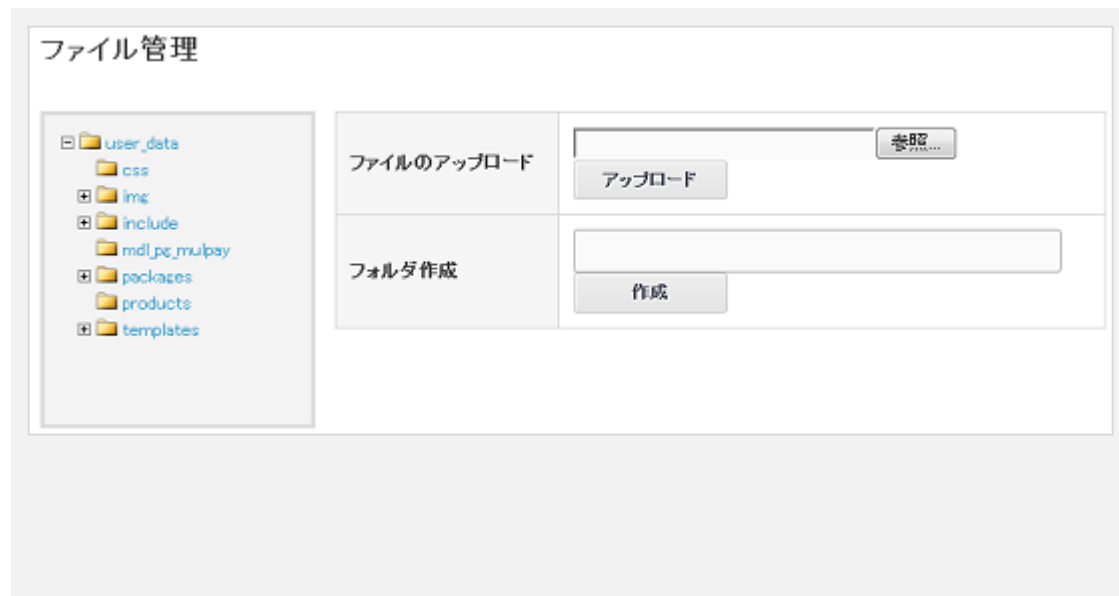 ファイル管理
user_data
css
img
include
mdl_pg_mulpay
packages
products
templates
ファイルのアップロード
参照...
アップロード
フォルダ作成
作成